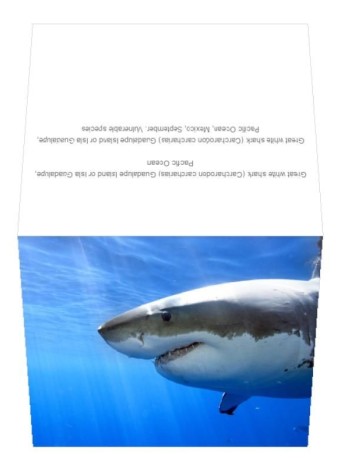 Great white shark (Carcharodon carcharias) Guadalupe Island or Isla Guadalupe,
Pacific Ocean
Great white shark (Carcharodon carcharias) Guadalupe Island or Isla Guadalupe,
Pacific Ocean, Mexico, September. Vulnerable species